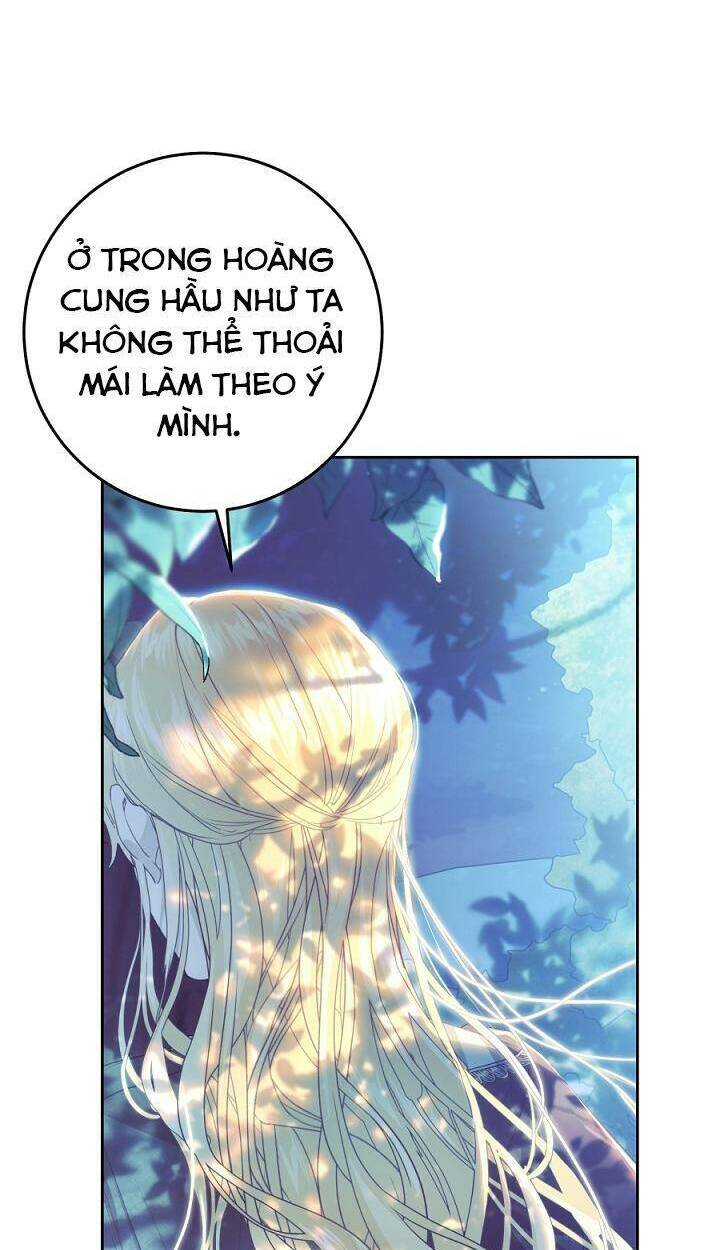 Ở TRONG HOÀNG
CUNG HẦU NHƯ TA
KHÔNG THỂ THOẢI
MÁI LÀM THEO Ý
MÌNH.